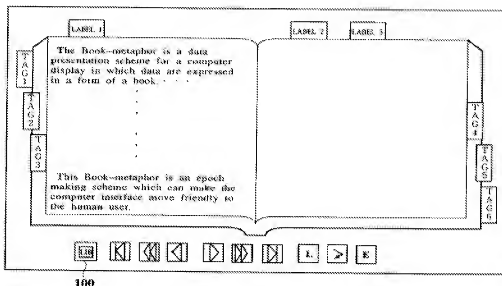 LABEL 1
LABEL 2
LABEL 3
TAG1
TAG2
TAG3
The Book-metaphor is a data
presentation scheme for a computer
display in which data are expressed
in a form of a book. . . .
This Book-metaphor is an epoch
making scheme which can make the
computer interface move friendly to
the human user.
TAG4
TAG5
TAG6
L
>
E
100